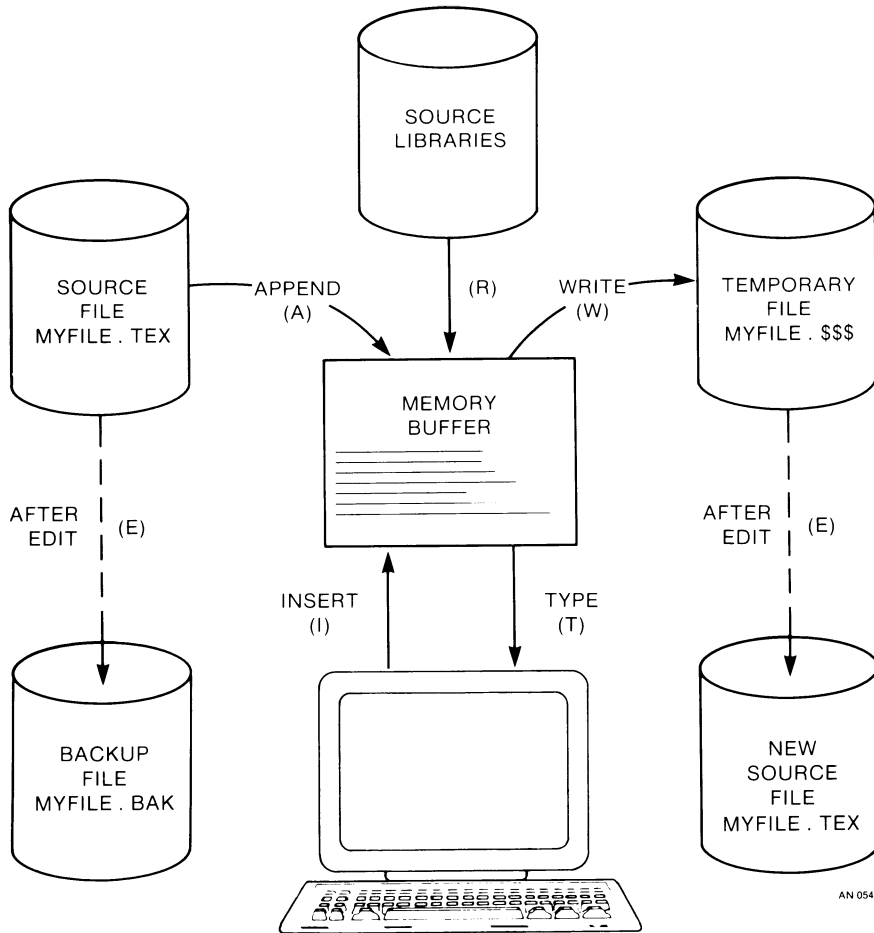 SOURCE
LIBRARIES
SOURCE
FILE
MYFILE . TEX
APPEND
(A)
(R)
WRITE
(W)
TEMPORARY
FILE
MYFILE . $$$
MEMORY
BUFFER
AFTER
EDIT
(E)
INSERT
(I)
TYPE
(T)
AFTER
EDIT
(E)
BACKUP
FILE
MYFILE . BAK
NEW
SOURCE
FILE
MYFILE . TEX
AN 054